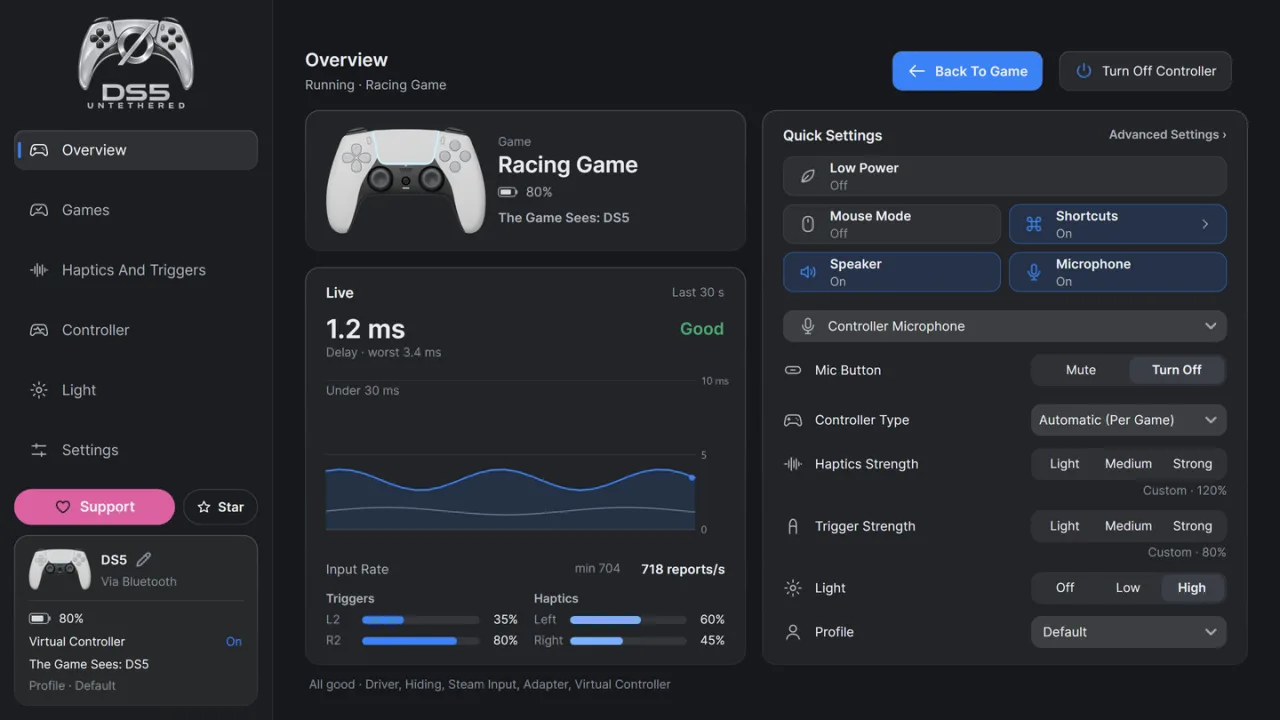 DS5
UNTETHERED
Overview
Games
Haptics And Triggers
Controller
Light
Settings
Support
Star
DS5
Via Bluetooth
80%
Virtual Controller On
The Game Sees: DS5
Profile · Default
Overview
Running · Racing Game
Back To Game
Turn Off Controller
Game
Racing Game
80%
The Game Sees: DS5
Live Last 30 s
1.2 ms Good
Delay · worst 3.4 ms
10 ms
Under 30 ms
5
0
Input Rate min 704 718 reports/s
Triggers Haptics
L2 35% Left 60%
R2 80% Right 45%
All good · Driver, Hiding, Steam Input, Adapter, Virtual Controller
Quick Settings Advanced Settings ›
Low Power
Off
Mouse Mode
Off
Shortcuts
On
Speaker
On
Microphone
On
Controller Microphone
Mic Button Mute Turn Off
Controller Type Automatic (Per Game)
Haptics Strength Light Medium Strong
Custom · 120%
Trigger Strength Light Medium Strong
Custom · 80%
Light Off Low High
Profile Default